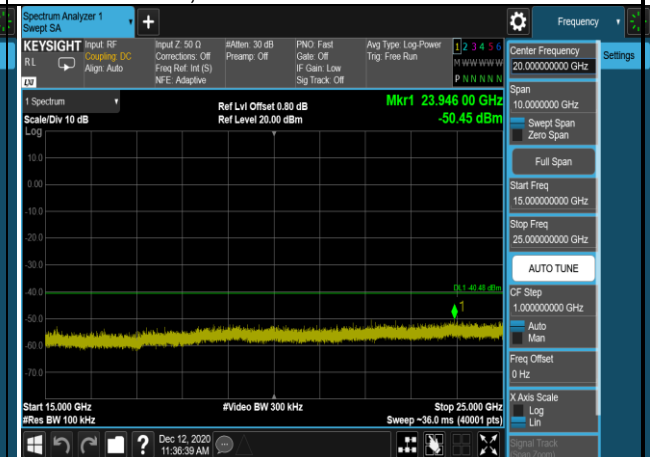 Spectrum Analyzer 1
Swept SA
Frequency
Settings
KEYSIGHT
RL
Input: RF
Coupling: DC
Align: Auto
Input Z: 50 Ω
Corrections: Off
Freq Ref: Int (S)
NFE: Adaptive
#Atten: 30 dB
Preamp: Off
PNO: Fast
Gate: Off
IF Gain: Low
Sig Track: Off
Avg Type: Log-Power
Trig: Free Run
1 2 3 4 5 6
M W W W W W
P N N N N N
1 Spectrum
Scale/Div 10 dB
Log
Ref Lvl Offset 0.80 dB
Ref Level 20.00 dBm
Mkr1 23.946 00 GHz
-50.45 dBm
10.0
0.00
-10.0
-20.0
-30.0
-40.0
-50.0
-60.0
-70.0
DL1 -40.48 dBm
1
Start 15.000 GHz
#Res BW 100 kHz
#Video BW 300 kHz
Stop 25.000 GHz
Sweep ~36.0 ms (40001 pts)
Center Frequency
20.000000000 GHz
Span
10.0000000 GHz
Swept Span
Zero Span
Full Span
Start Freq
15.000000000 GHz
Stop Freq
25.000000000 GHz
AUTO TUNE
CF Step
1.000000000 GHz
Auto
Man
Freq Offset
0 Hz
X Axis Scale
Log
Lin
Signal Track
(Span Zoom)
?
Dec 12, 2020
11:36:39 AM